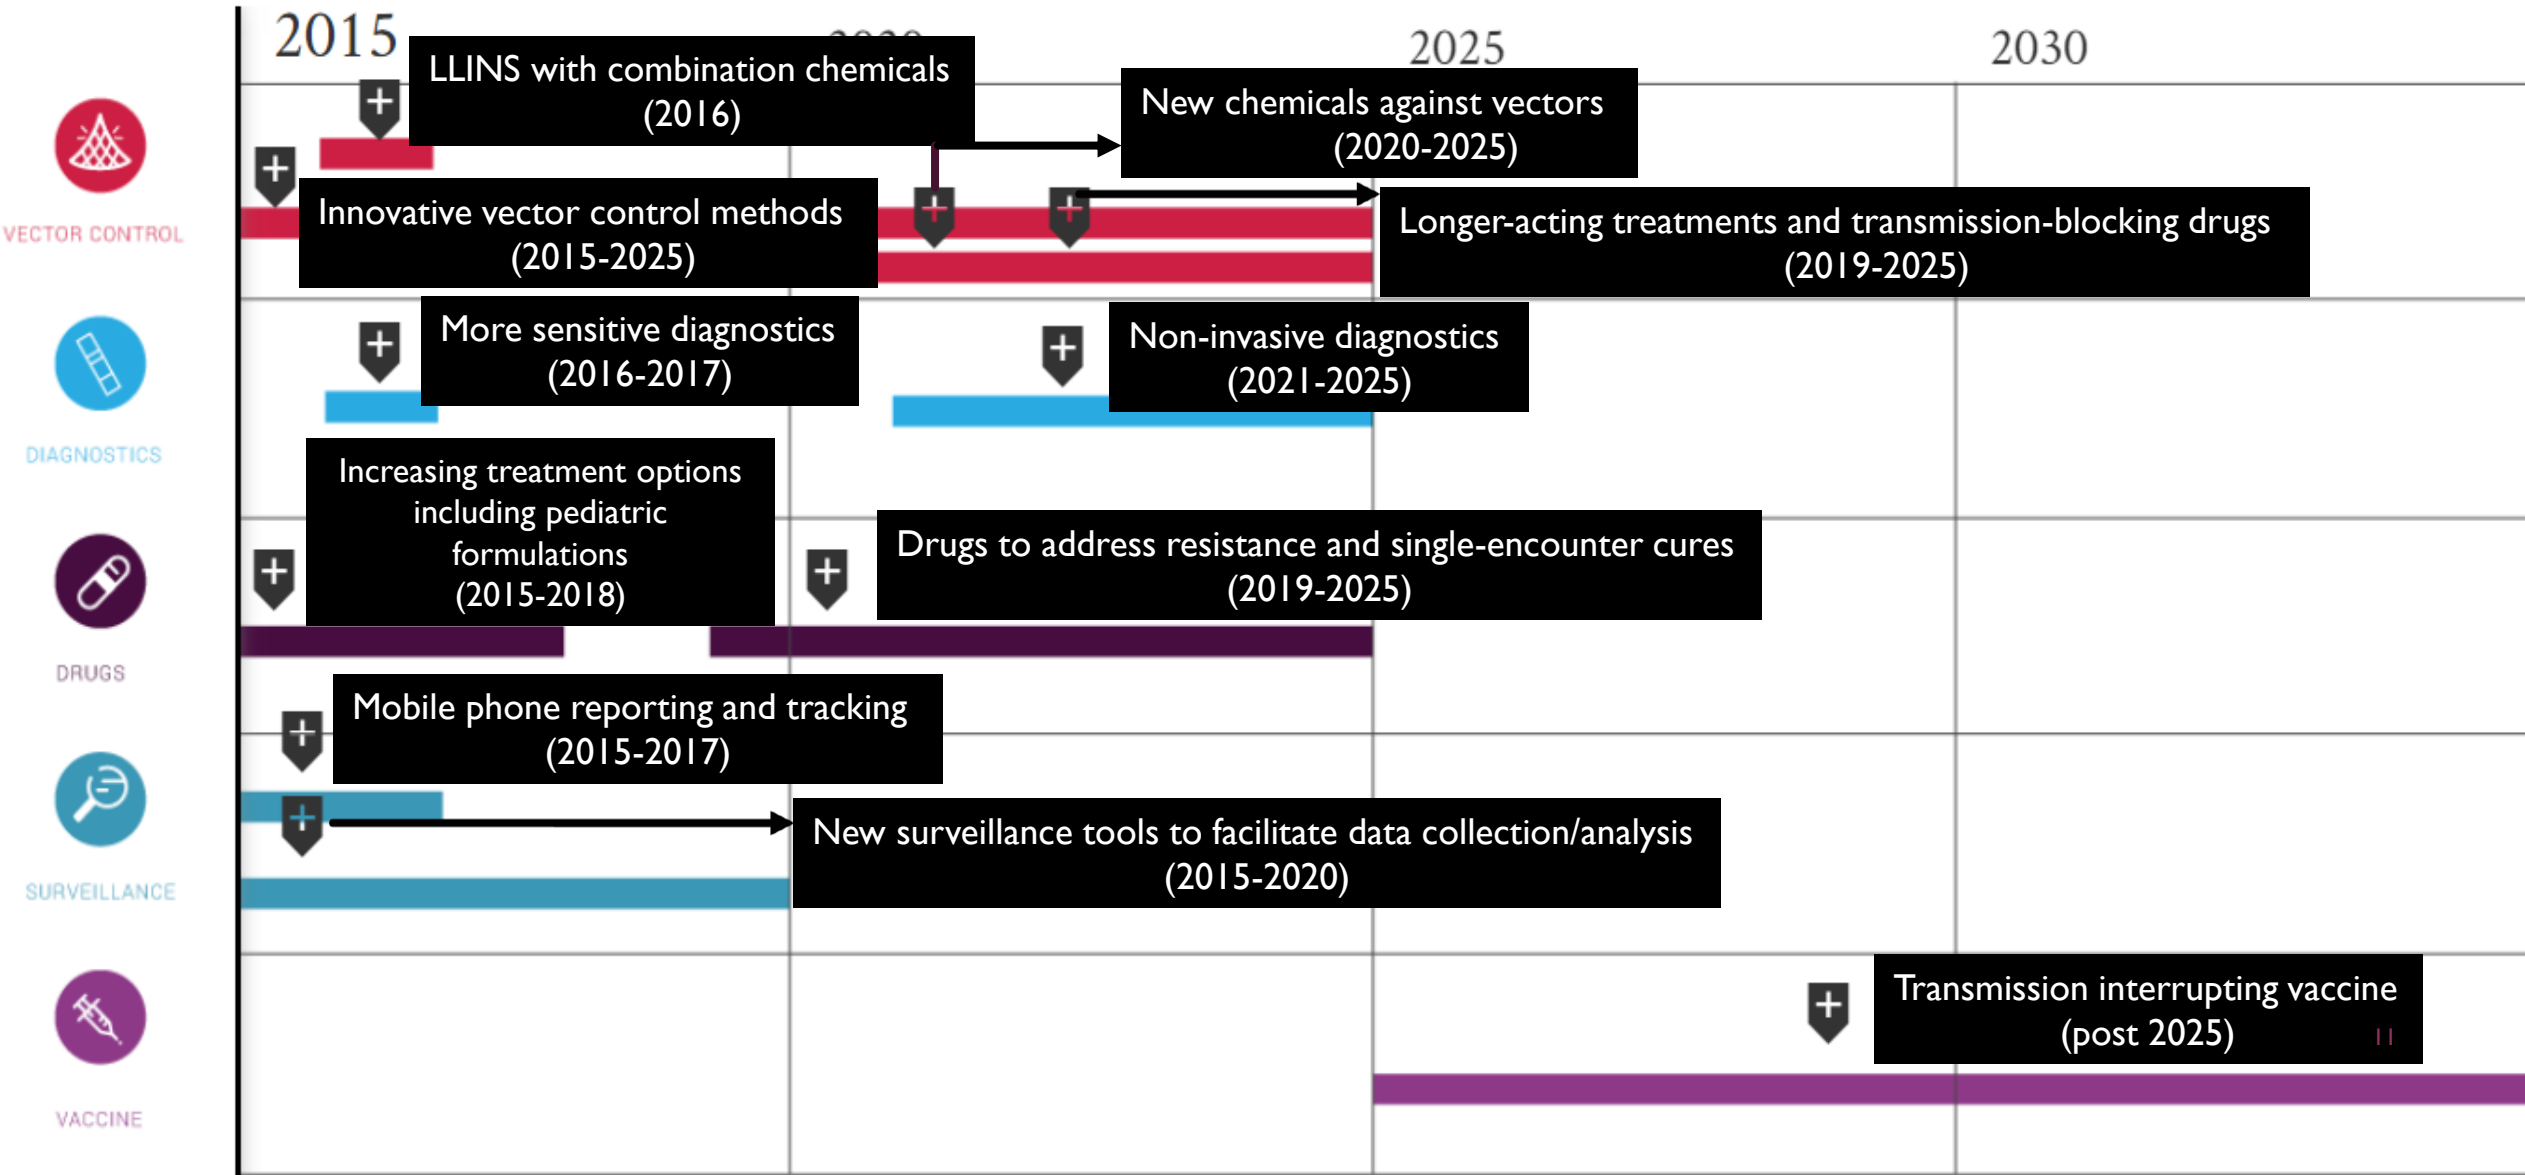 2015
2025
2030
LLINS with combination chemicals
(2016)
New chemicals against vectors
(2020-2025)
VECTOR CONTROL
Innovative vector control methods
(2015-2025)
Longer-acting treatments and transmission-blocking drugs
(2019-2025)
More sensitive diagnostics
(2016-2017)
Non-invasive diagnostics
(2021-2025)
DIAGNOSTICS
Increasing treatment options
including pediatric
formulations
(2015-2018)
Drugs to address resistance and single-encounter cures
(2019-2025)
DRUGS
Mobile phone reporting and tracking
(2015-2017)
New surveillance tools to facilitate data collection/analysis
(2015-2020)
SURVEILLANCE
Transmission interrupting vaccine
(post 2025)
11
VACCINE